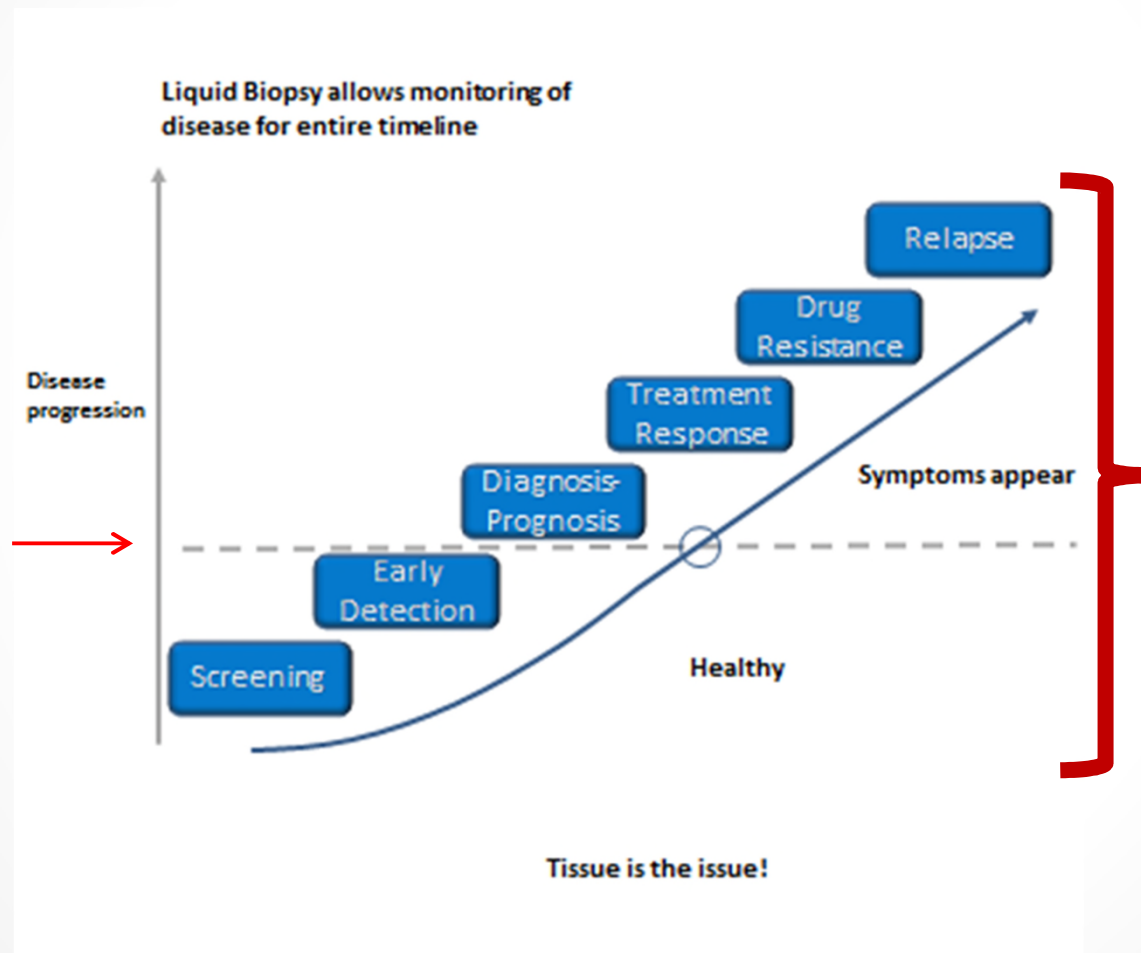 Liquid Biopsy allows monitoring of
disease for entire timeline
Relapse
Drug
Resistance
Disease
progression
Treatment
Response
Symptoms appear
Diagnosis-
Prognosis
Early
Detection
Healthy
Screening
Tissue is the issue!